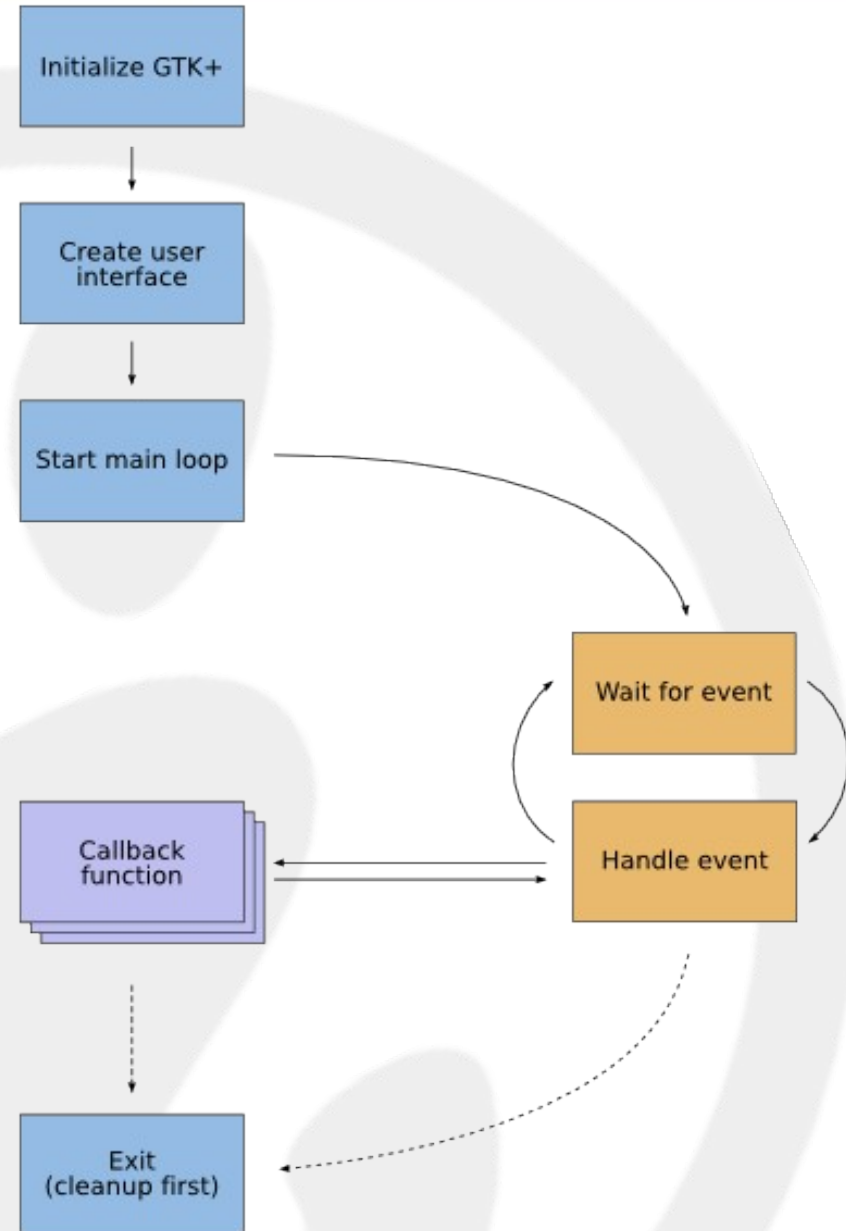 Initialize GTK+
Create user
interface
Start main loop
Wait for event
Callback
function
Handle event
Exit
(cleanup first)